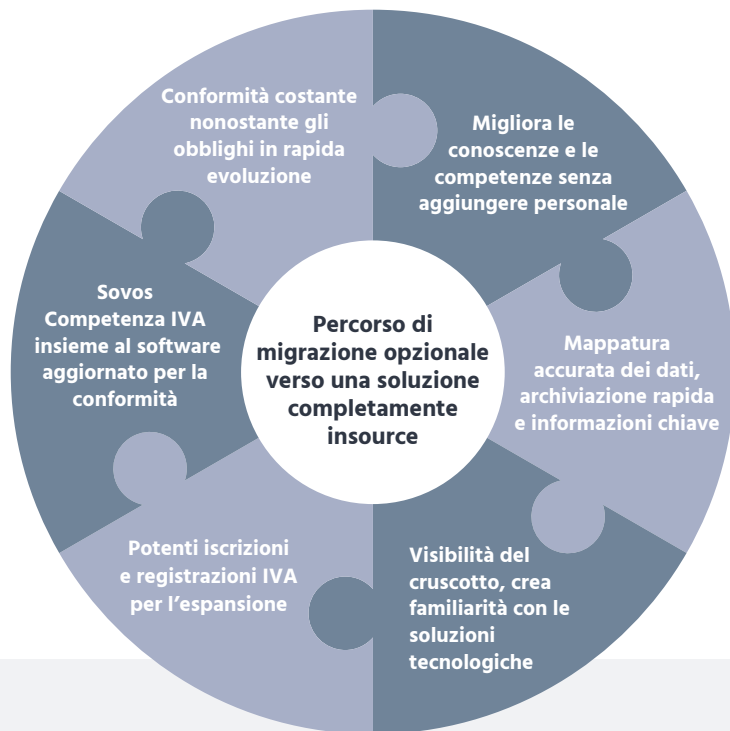 Conformità costante
nonostante gli
obblighi in rapida
evoluzione
Migliora le
conoscenze e le
competenze senza
aggiungere personale
Sovos
Competenza IVA
insieme al software
aggiornato per la
conformità
Percorso di
migrazione opzionale
verso una soluzione
completamente
insource
Mappatura
accurata dei dati,
archiviazione rapida
e informazioni chiave
Potenti iscrizioni
e registrazioni IVA
per l’espansione
Visibilità del
cruscotto, crea
familiarità con le
soluzioni
tecnologiche